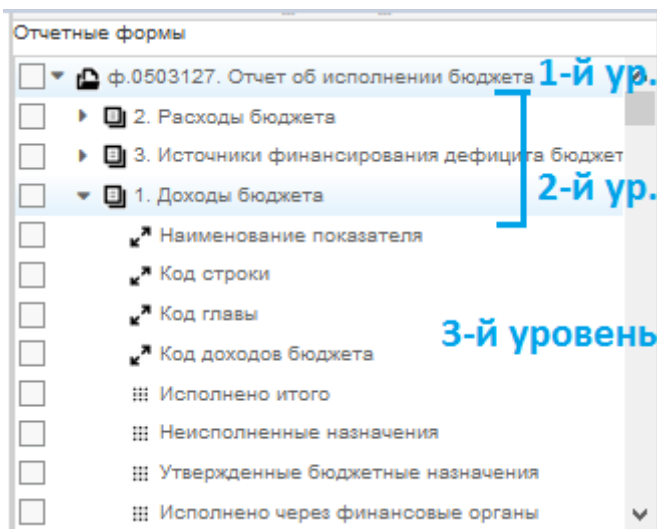 Отчетные формы
ф.0503127. Отчет об исполнении бюджета 1-й ур.
2. Расходы бюджета
3. Источники финансирования дефицита бюджет
1. Доходы бюджета 2-й ур.
Наименование показателя
Код строки
Код главы
3-й уровень
Код доходов бюджета
Исполнено итого
Неисполненные назначения
Утвержденные бюджетные назначения
Исполнено через финансовые органы